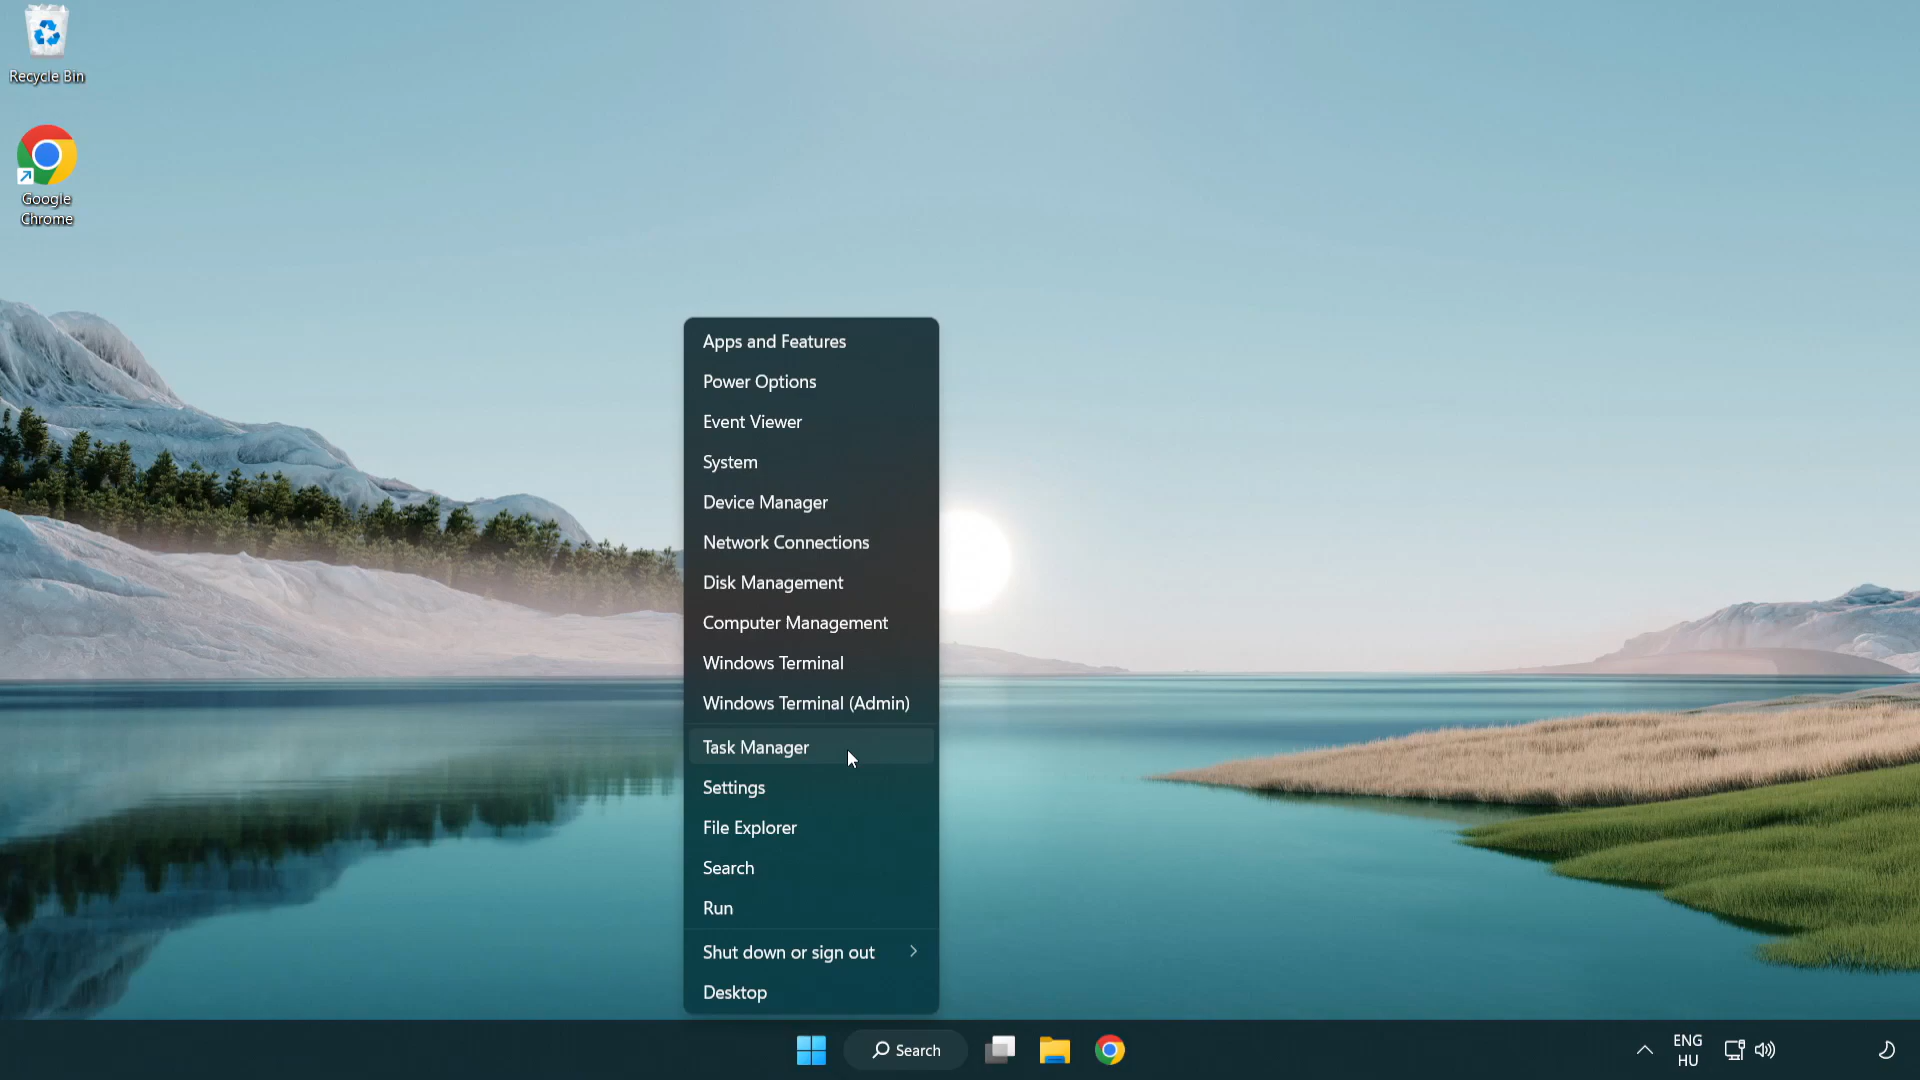 Recycle Bin
Google
Chrome
Apps and Features
Power Options
Event Viewer
System
Device Manager
Network Connections
Disk Management
Computer Management
Windows Terminal
Windows Terminal (Admin)
Task Manager
Settings
File Explorer
Search
Run
Shut down or sign out
Desktop
Search
ENG
HU